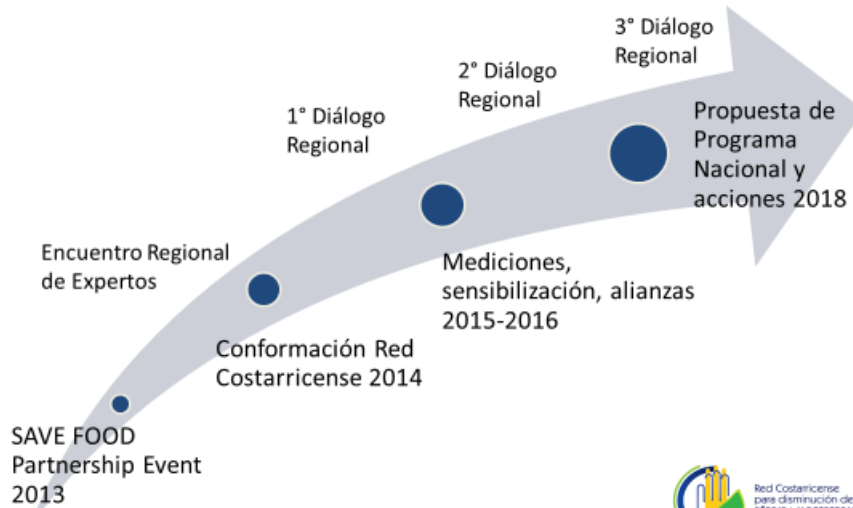 3° Diálogo
Regional
2° Diálogo
Regional
1° Diálogo
Regional
Propuesta de
Programa
Nacional y
acciones 2018
Encuentro Regional
de Expertos
Mediciones,
sensibilización, alianzas
2015-2016
Conformación Red
Costarricense 2014
SAVE FOOD
Partnership Event
2013
Red Costarricense
para disminución de